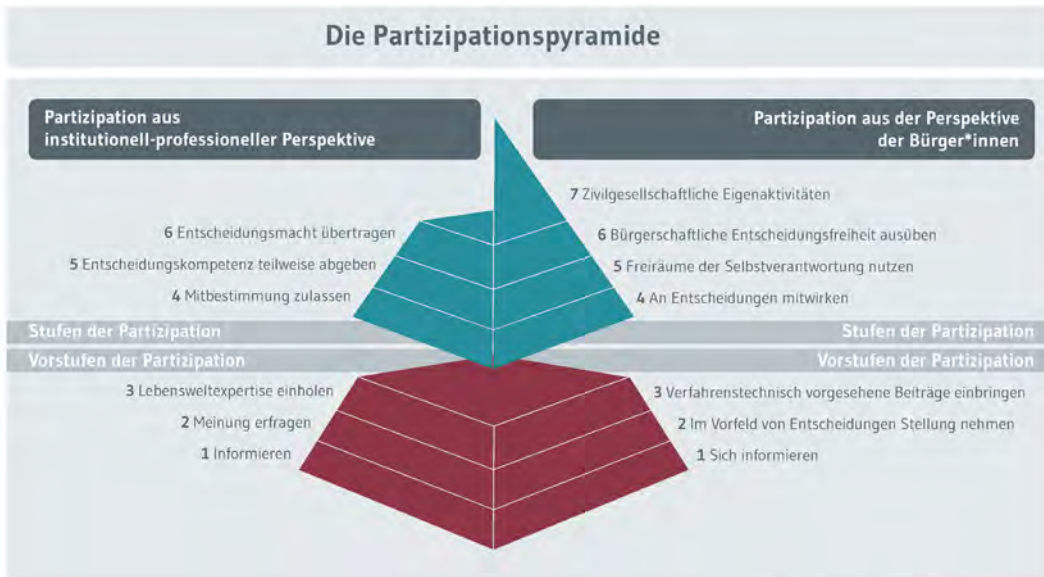 Die Partizipationspyramide
Partizipation aus
institutionell-professioneller Perspektive
Partizipation aus der Perspektive
der Bürger*innen
7 Zivilgesellschaftliche Eigenaktivitäten
6 Entscheidungsmacht übertragen
6 Bürgerschaftliche Entscheidungsfreiheit ausüben
5 Entscheidungskompetenz teilweise abgeben
5 Freiräume der Selbstverantwortung nutzen
4 Mitbestimmung zulassen
4 An Entscheidungen mitwirken
Stufen der Partizipation
Stufen der Partizipation
Vorstufen der Partizipation
Vorstufen der Partizipation
3 Lebensweltexpertise einholen
3 Verfahrenstechnisch vorgesehene Beiträge einbringen
2 Meinung erfragen
2 Im Vorfeld von Entscheidungen Stellung nehmen
1 Informieren
1 Sich informieren